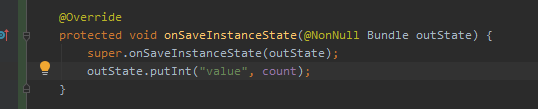 @Override
protected void onSaveInstanceState(@NonNull Bundle outState) {
super.onSaveInstanceState(outState);
outState.putInt("value", count);
}